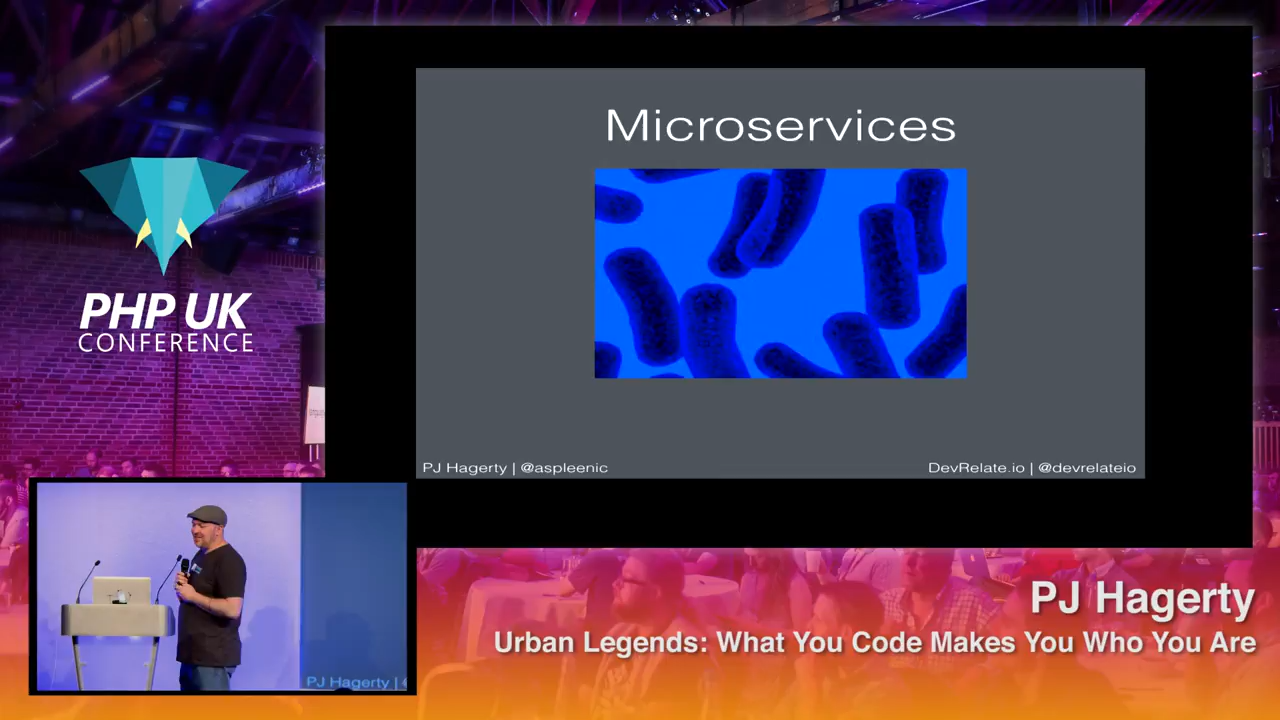 Microservices
PJ Hagerty | @aspleenic
DevRelate.io | @devrelateio
PHP UK
CONFERENCE
PJ Hagerty |
PJ Hagerty
Urban Legends: What You Code Makes You Who You Are